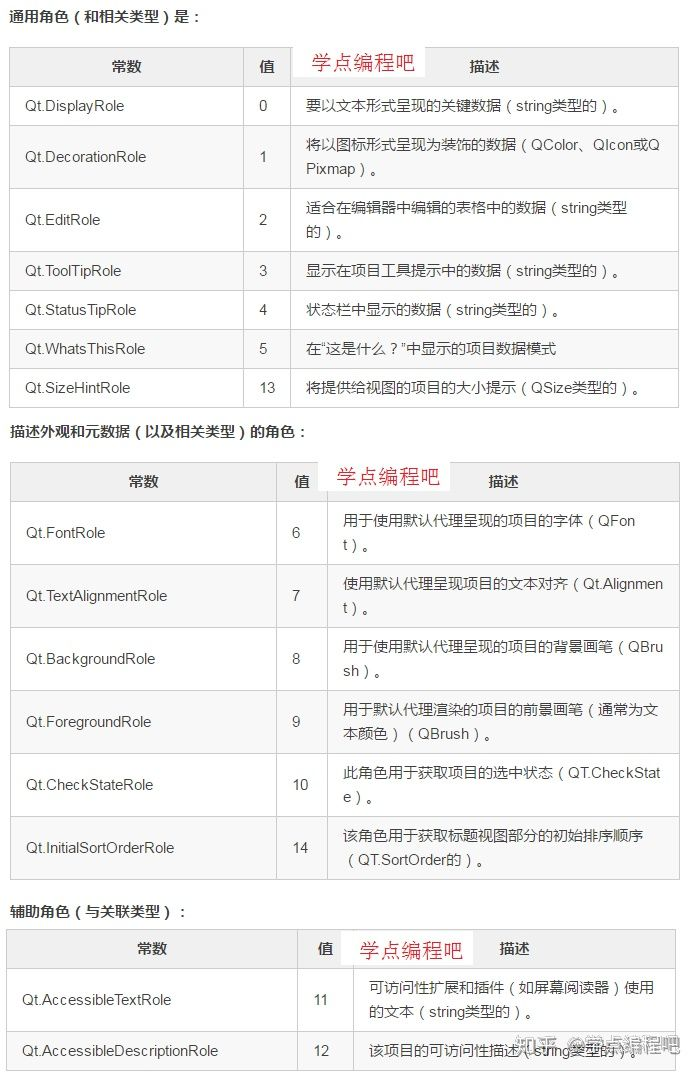 通用角色（和相关类型）是：
常数 值 学点编程吧 描述
Qt.DisplayRole 0 要以文本形式呈现的关键数据（string类型的）。
Qt.DecorationRole 1 将以图标形式呈现为装饰的数据（QColor、QIcon或Q
Pixmap）。
Qt.EditRole 2 适合在编辑器中编辑的表格中的数据（string类型
的）。
Qt.ToolTipRole 3 显示在项目工具提示中的数据（string类型的）。
Qt.StatusTipRole 4 状态栏中显示的数据（string类型的）。
Qt.WhatsThisRole 5 在“这是什么？”中显示的项目数据模式
Qt.SizeHintRole 13 将提供给视图的项目的大小提示（QSize类型的）。
描述外观和元数据（以及相关类型）的角色：
常数 值 学点编程吧 描述
Qt.FontRole 6 用于使用默认代理呈现的项目的字体（QFon
t）。
Qt.TextAlignmentRole 7 使用默认代理呈现项目的文本对齐（Qt.Alignmen
t）。
Qt.BackgroundRole 8 用于使用默认代理呈现的项目的背景画笔（QBru
sh）。
Qt.ForegroundRole 9 用于默认代理渲染的项目的前景画笔（通常为文
本颜色）（QBrush）。
Qt.CheckStateRole 10 此角色用于获取项目的选中状态（QT.CheckStat
e）。
Qt.InitialSortOrderRole 14 该角色用于获取标题视图部分的初始排序顺序
（QT.SortOrder的）。
辅助角色（与关联类型）：
常数 值 学点编程吧 描述
Qt.AccessibleTextRole 11 可访问性扩展和插件（如屏幕阅读器）使用
的文本（string类型的）。
Qt.AccessibleDescriptionRole 12 该项目的可访问性描述（string类型的）。
知乎 @学点编程吧